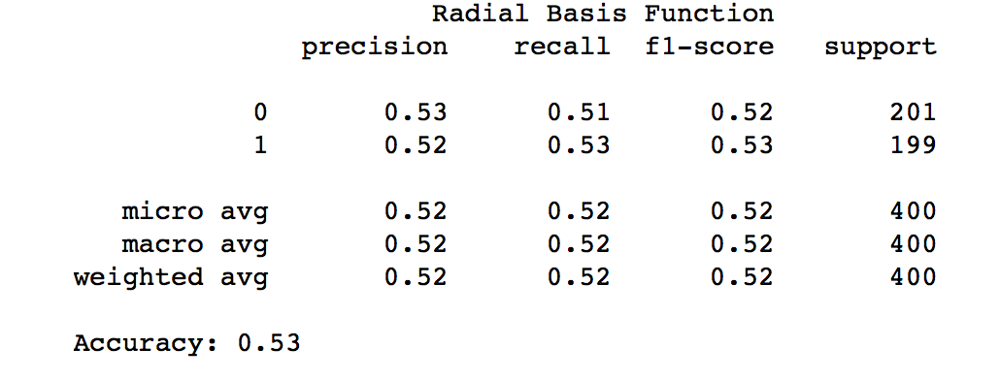 Radial Basis Function
precision recall f1-score support
0 0.53 0.51 0.52 201
1 0.52 0.53 0.53 199
micro avg 0.52 0.52 0.52 400
macro avg 0.52 0.52 0.52 400
weighted avg 0.52 0.52 0.52 400
Accuracy: 0.53